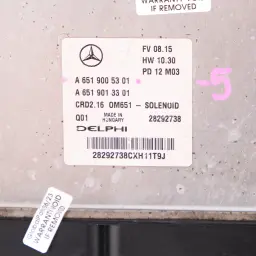 WARRANTY VOID
IF REMOVED
FV 08.15
HW 10.30
PD 12 M03
A 651 900 53 01
A 651 901 33 01
CRD2.16 OM651 - SOLENOID
Q01
MADE IN
HUNGARY
28292738
DELPHI
-5
WARRANTY VOID
IF REMOVED